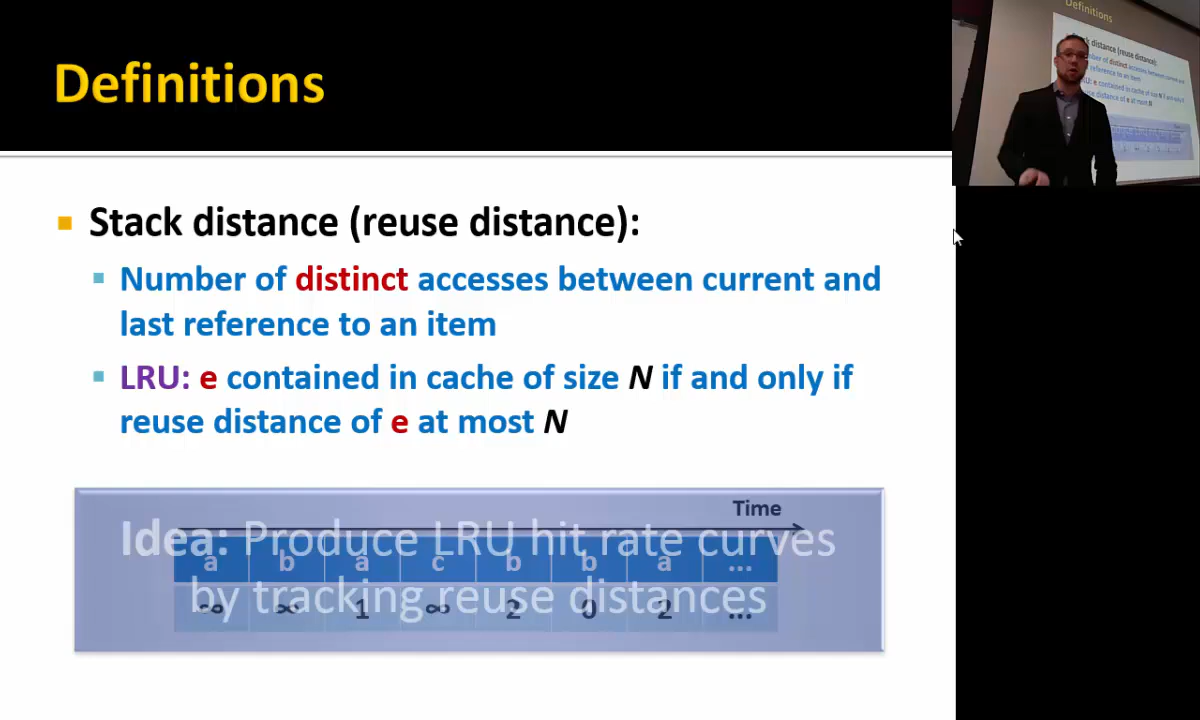 Definitions
Stack distance (reuse distance):
Number of distinct accesses between current and
last reference to an item
LRU: e contained in cache of size N if and only if
reuse distance of e at most N
Time
Idea: Produce LRU hit rate curves
a b a c b b a ...
by tracking reuse distances
∞ ∞ 1 ∞ 2 0 2 ...
Definitions